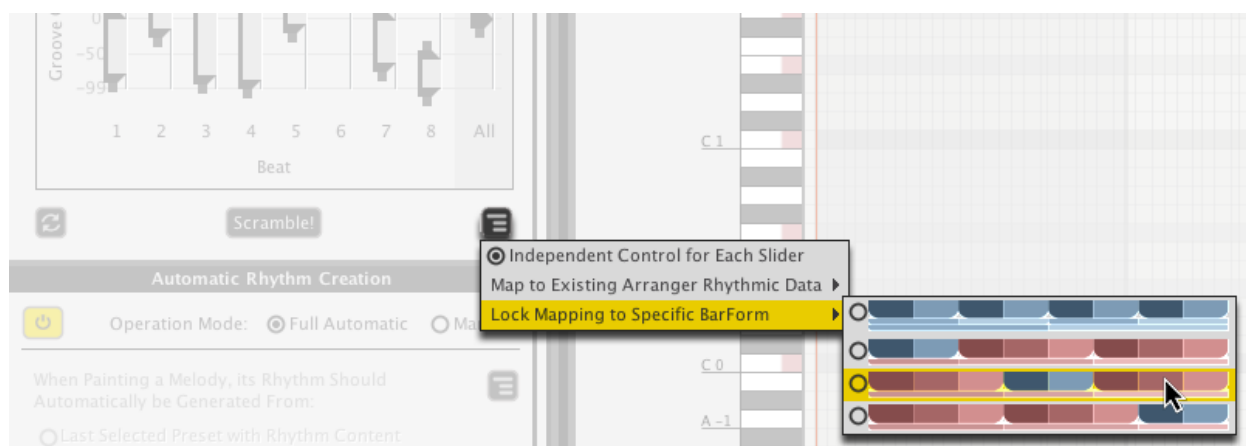 Groove
0
-50
-99
1 2 3 4 5 6 7 8 All
Beat
C 1
Scramble!
Independent Control for Each Slider
Automatic Rhythm Creation
Map to Existing Arranger Rhythmic Data
Lock Mapping to Specific BarForm
Operation Mode: Full Automatic Ma
C 0
When Painting a Melody, its Rhythm Should
Automatically be Generated From:
A -1
Last Selected Preset with Rhythm Content